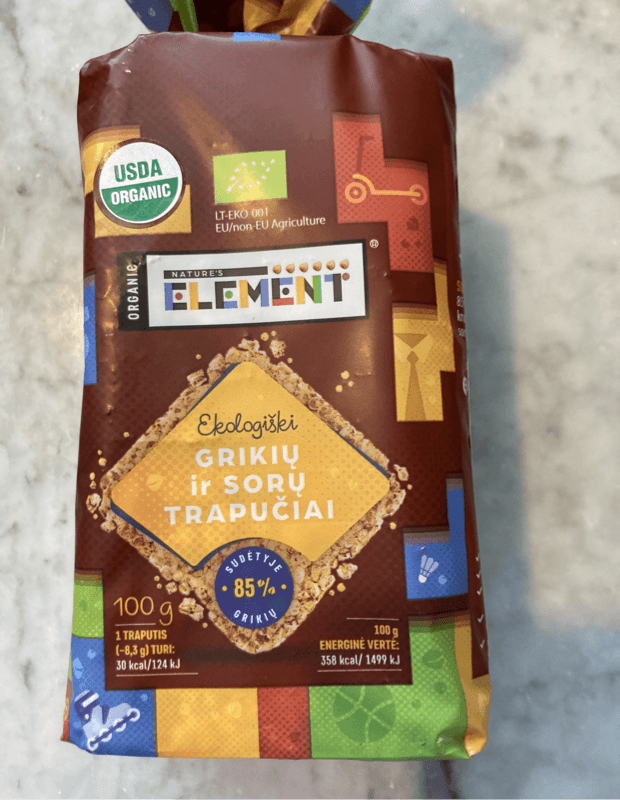 USDA
ORGANIC
LT-EKO 001
EU/non-EU Agriculture
ORGANIC
NATURE'S
ELEMENT®
Ekologiški
GRIKIŲ
ir SORŲ
TRAPUČIAI
SUDĖTYJE
85%
GRIKIŲ
100 g
1 TRAPUTIS
(~8,3 g) TURI:
30 kcal/124 kJ
100 g
ENERGINĖ VERTĖ:
358 kcal/ 1499 kJ